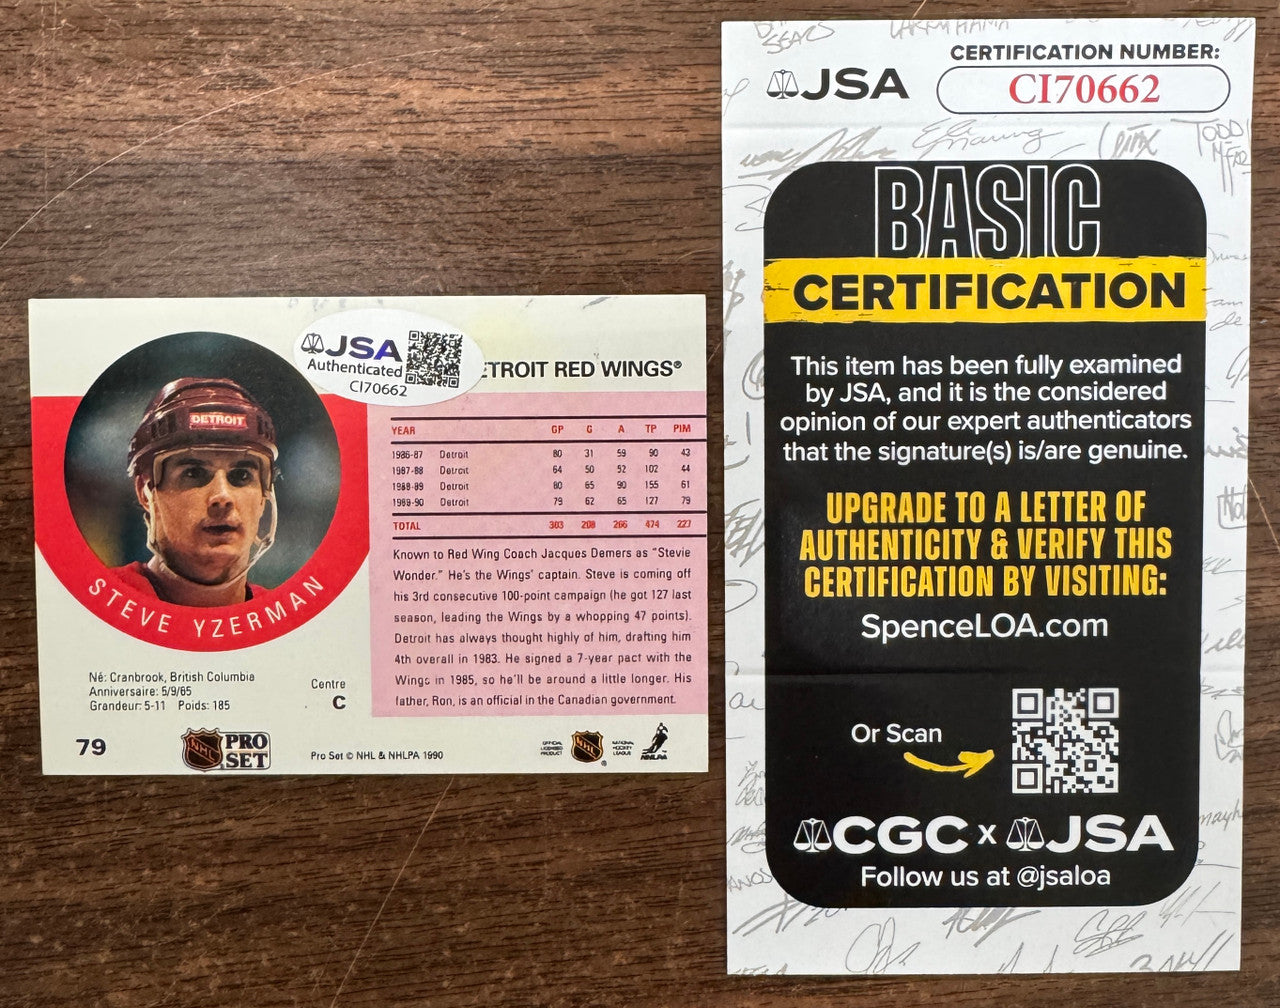 JSA
Authenticated
CI70662
ETROIT RED WINGS®
DETROIT
STEVE YZERMAN
YEAR GP G A TP PIM
1986-87 Detroit 80 31 59 90 43
1987-88 Detroit 64 50 52 102 44
1988-89 Detroit 80 65 90 155 61
1989-90 Detroit 79 62 65 127 79
TOTAL 303 208 266 474 227
Known to Red Wing Coach Jacques Demers as "Stevie
Wonder." He's the Wings' captain. Steve is coming off
his 3rd consecutive 100-point campaign (he got 127 last
season, leading the Wings by a whopping 47 points).
Detroit has always thought highly of him, drafting him
4th overall in 1983. He signed a 7-year pact with the
Wings in 1985, so he'll be around a little longer. His
father, Ron, is an official in the Canadian government.
Né: Cranbrook, British Columbia
Anniversaire: 5/9/65
Grandeur: 5-11 Poids: 185
Centre
C
79
NHL
PRO
SET
Pro Set © NHL & NHLPA 1990
OFFICIAL
LICENSED
PRODUCT
NHL
®
NATIONAL
HOCKEY
LEAGUE
NHLPA
JSA
CERTIFICATION NUMBER:
CI70662
BASIC
CERTIFICATION
This item has been fully examined
by JSA, and it is the considered
opinion of our expert authenticators
that the signature(s) is/are genuine.
UPGRADE TO A LETTER OF
AUTHENTICITY & VERIFY THIS
CERTIFICATION BY VISITING:
SpenceLOA.com
Or Scan
CGC x JSA
Follow us at @jsaloa